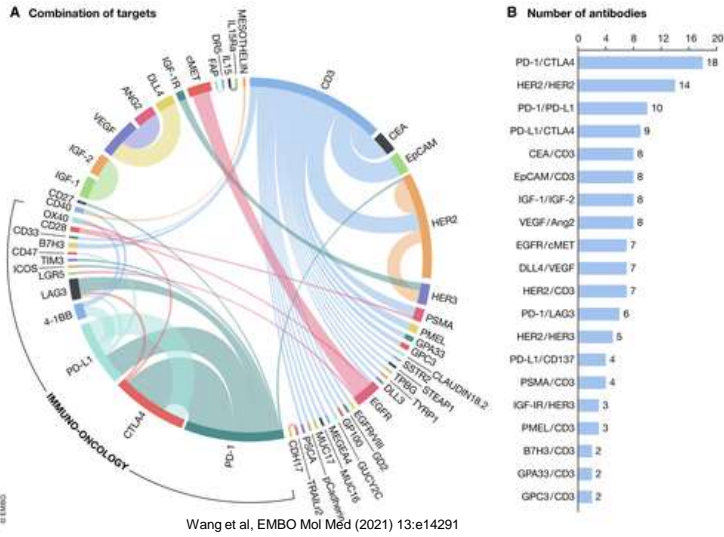 A Combination of targets
MESOTHELIN
IL15Rα
IL15
DR5
FAP
cMET
IGF-1R
DLL4
ANG2
VEGF
IGF-2
IGF-1
CD27
CD40
OX40
CD28
CD33
B7H3
CD47
TIM3
ICOS
LGR5
LAG3
4-1BB
PD-L1
CTLA4
PD-1
IMMUNO-ONCOLOGY
CD3
CEA
EpCAM
HER2
HER3
PSMA
PMEL
GPA33
GPC3
CLAUDIN18.2
SSTR2
STEAP1
TPBG
TYRP1
DLL3
EGFR
EGFRvIII
GD2
GP100
GUCY2C
MEGEA4
MUC16
MUC17
PSCA
TRAILr2
CDH17
© EMBO
B Number of antibodies
0 4 8 12 16 20
PD-1/CTLA4 18
HER2/HER2 14
PD-1/PD-L1 10
PD-L1/CTLA4 9
CEA/CD3 8
EpCAM/CD3 8
IGF-1/IGF-2 8
VEGF/Ang2 8
EGFR/cMET 7
DLL4/VEGF 7
HER2/CD3 7
PD-1/LAG3 6
HER2/HER3 5
PD-L1/CD137 4
PSMA/CD3 4
IGF-IR/HER3 3
PMEL/CD3 3
B7H3/CD3 2
GPA33/CD3 2
GPC3/CD3 2
Wang et al, EMBO Mol Med (2021) 13:e14291